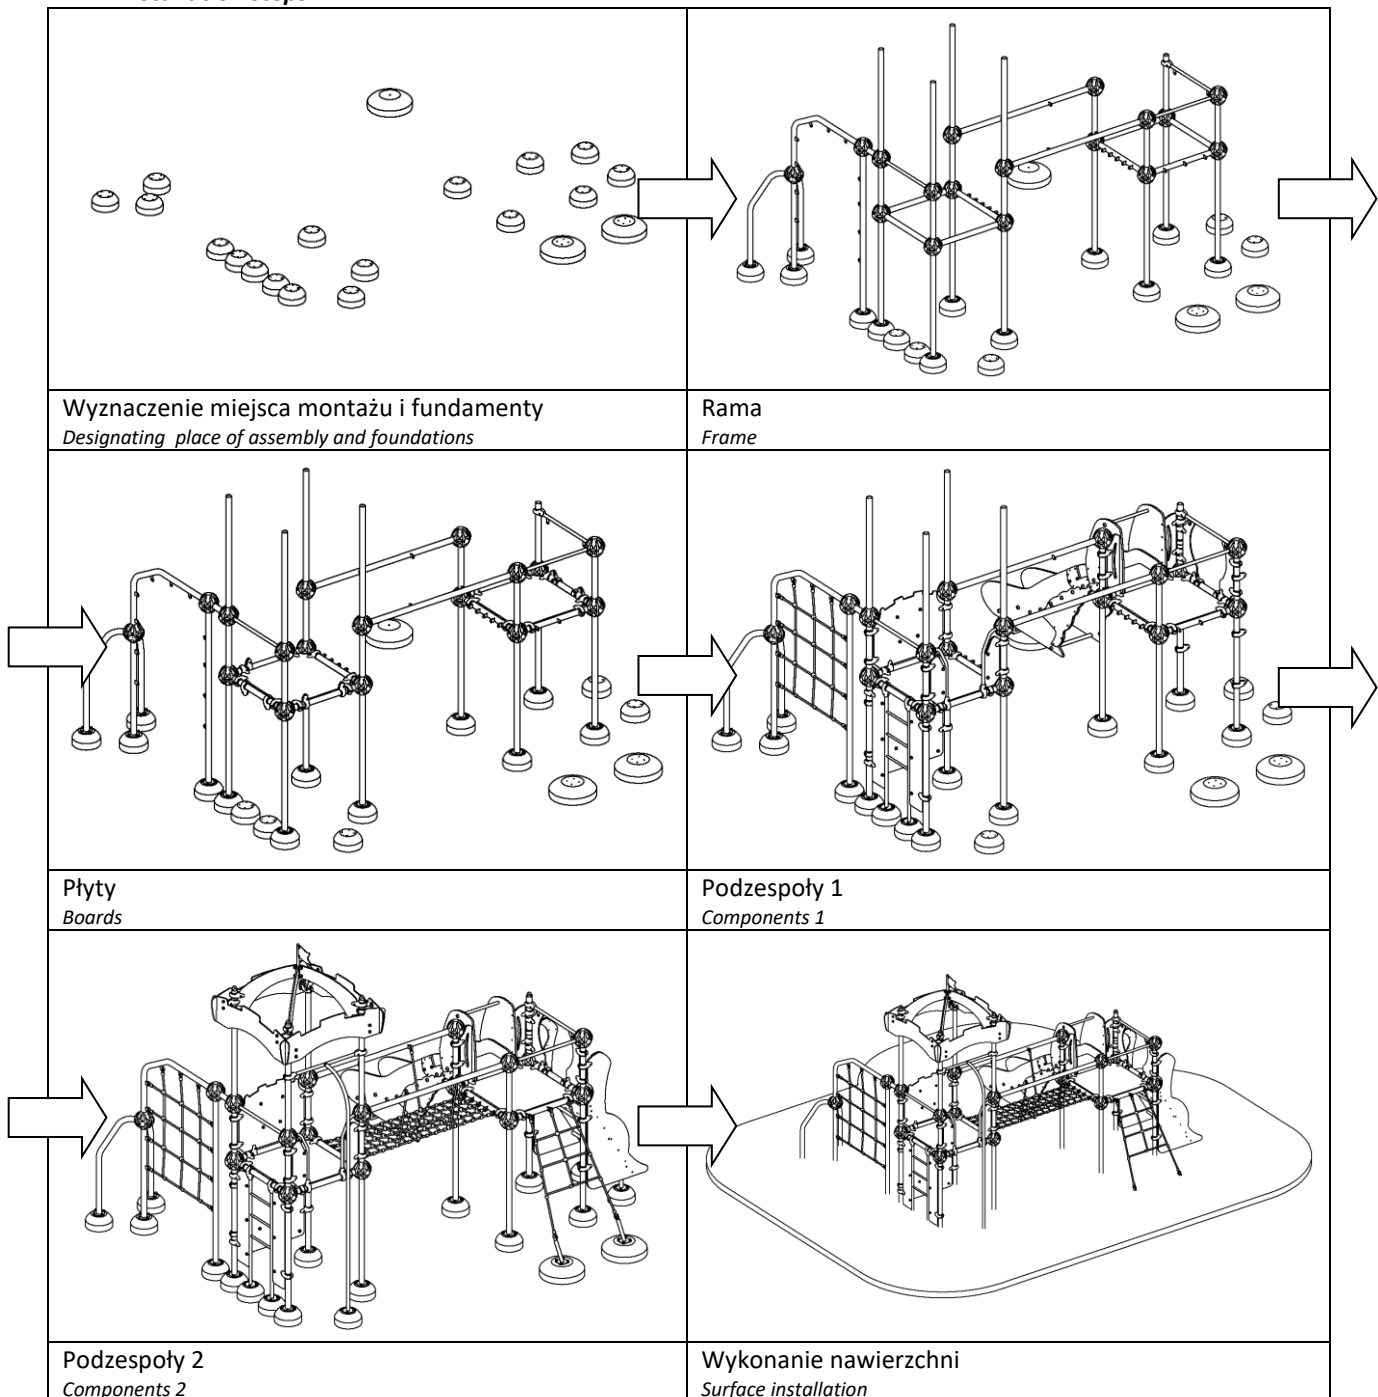 Wyznaczenie miejsca montażu i fundamenty
Designating place of assembly and foundations
Rama
Frame
Płyty
Boards
Podzespoły 1
Components 1
Podzespoły 2
Components 2
Wykonanie nawierzchni
Surface installation